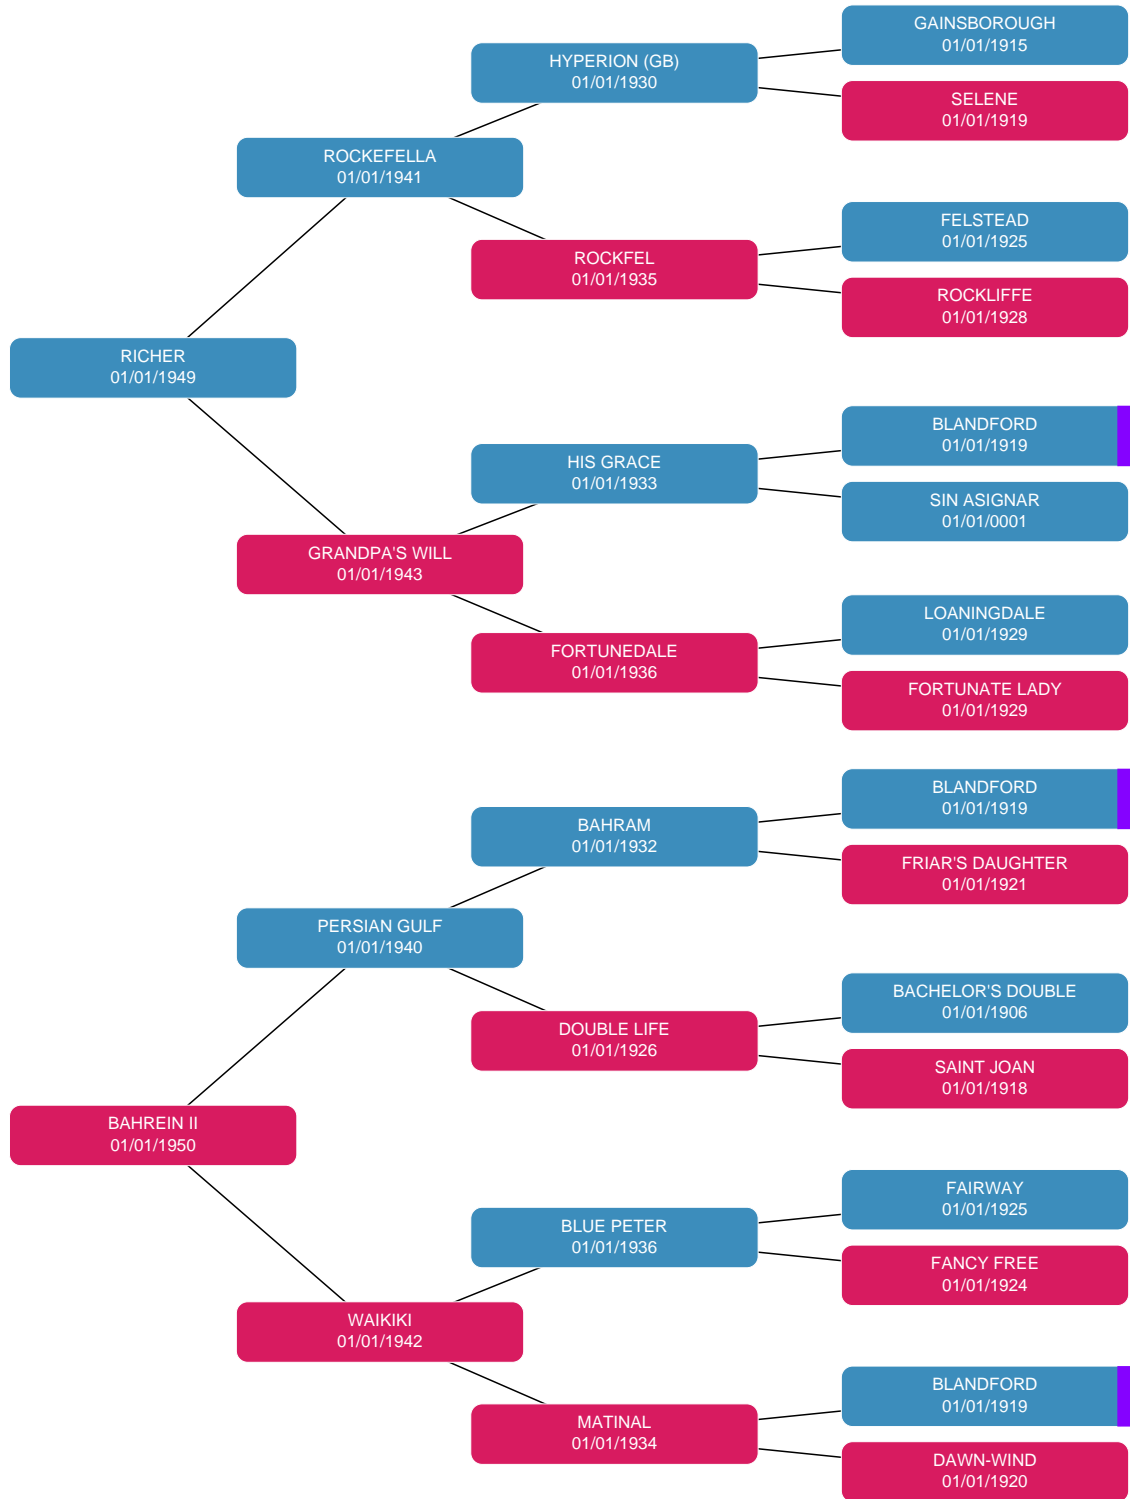 GAINSBOROUGH
01/01/1915
HYPERION (GB)
01/01/1930
SELENE
01/01/1919
ROCKEFELLA
01/01/1941
FELSTEAD
01/01/1925
ROCKFEL
01/01/1935
ROCKLIFFE
01/01/1928
RICHER
01/01/1949
BLANDFORD
01/01/1919
HIS GRACE
01/01/1933
SIN ASIGNAR
01/01/0001
GRANDPA'S WILL
01/01/1943
LOANINGDALE
01/01/1929
FORTUNEDALE
01/01/1936
FORTUNATE LADY
01/01/1929
BLANDFORD
01/01/1919
BAHRAM
01/01/1932
FRIAR'S DAUGHTER
01/01/1921
PERSIAN GULF
01/01/1940
BACHELOR'S DOUBLE
01/01/1906
DOUBLE LIFE
01/01/1926
SAINT JOAN
01/01/1918
BAHREIN II
01/01/1950
FAIRWAY
01/01/1925
BLUE PETER
01/01/1936
FANCY FREE
01/01/1924
WAIKIKI
01/01/1942
BLANDFORD
01/01/1919
MATINAL
01/01/1934
DAWN-WIND
01/01/1920